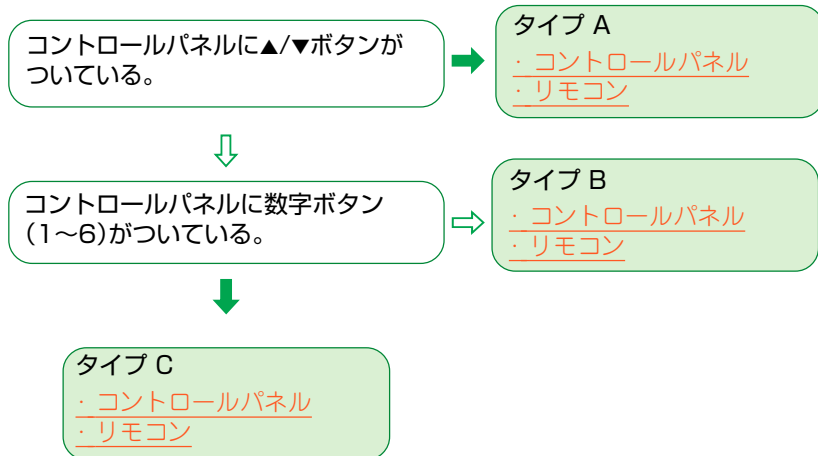 コントロールパネルに▲/▼ボタンが
ついている。
タイプ A
· コントロールパネル
· リモコン
コントロールパネルに数字ボタン
(1〜6)がついている。
タイプ B
· コントロールパネル
· リモコン
タイプ C
· コントロールパネル
· リモコン